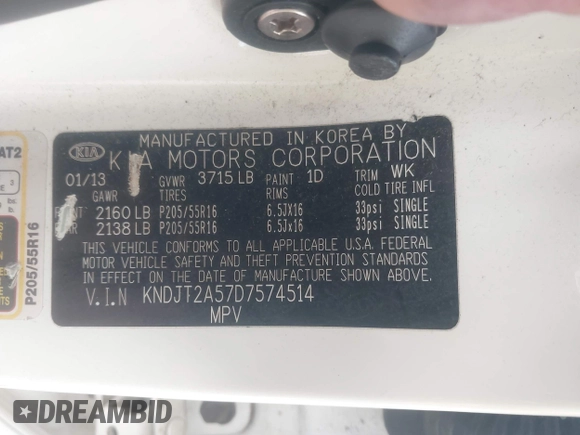 MANUFACTURED IN KOREA BY
KIA KIA MOTORS CORPORATION
01/13 GVWR 3715 LB PAINT 1D TRIM WK
GAWR TIRES RIMS COLD TIRE INFL
2160 LB P205/55R16 6.5JX16 33psi SINGLE
2138 LB P205/55R16 6.5JX16 33psi SINGLE
THIS VEHICLE CONFORMS TO ALL APPLICABLE U.S.A. FEDERAL
MOTOR VEHICLE SAFETY AND THEFT PREVENTION STANDARDS
IN EFFECT ON THE DATE OF MANUFACTURE SHOWN ABOVE.
V.I.N KNDJT2A57D7574514
MPV
AT2
P205/55R16
DREAMBID